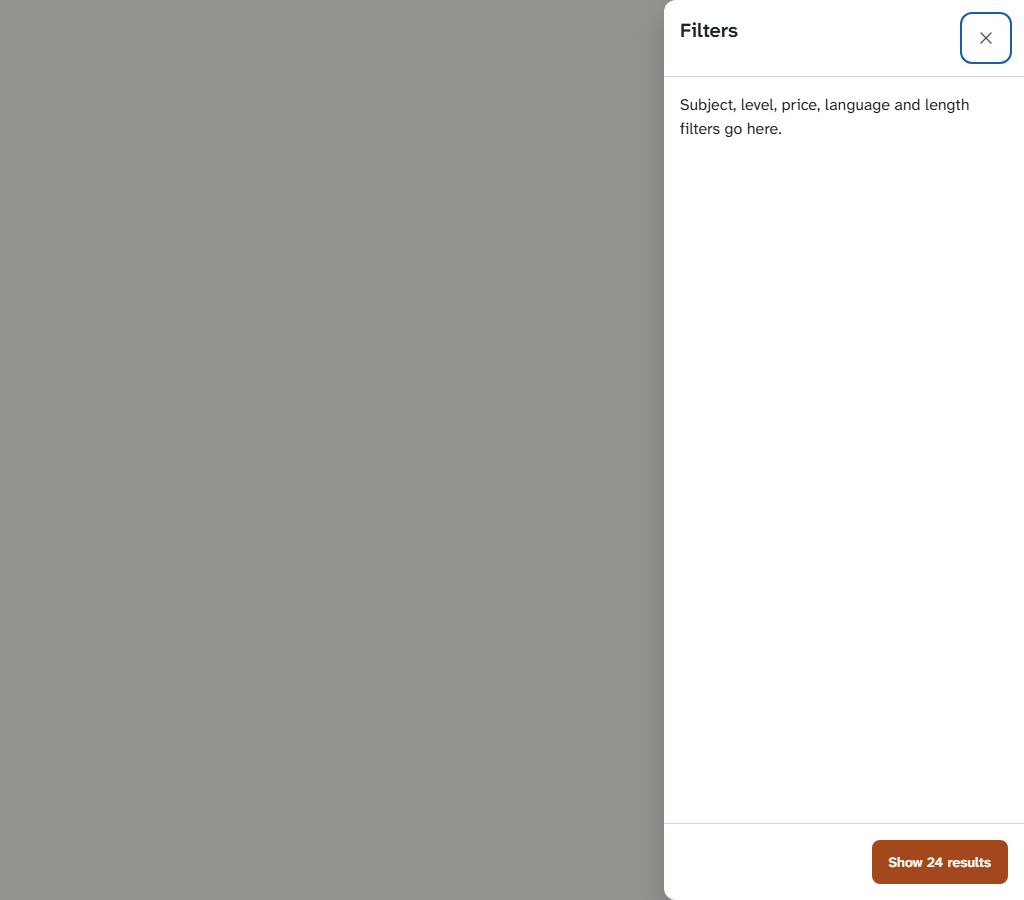 Filters
Subject, level, price, language and length
filters go here.
Show 24 results